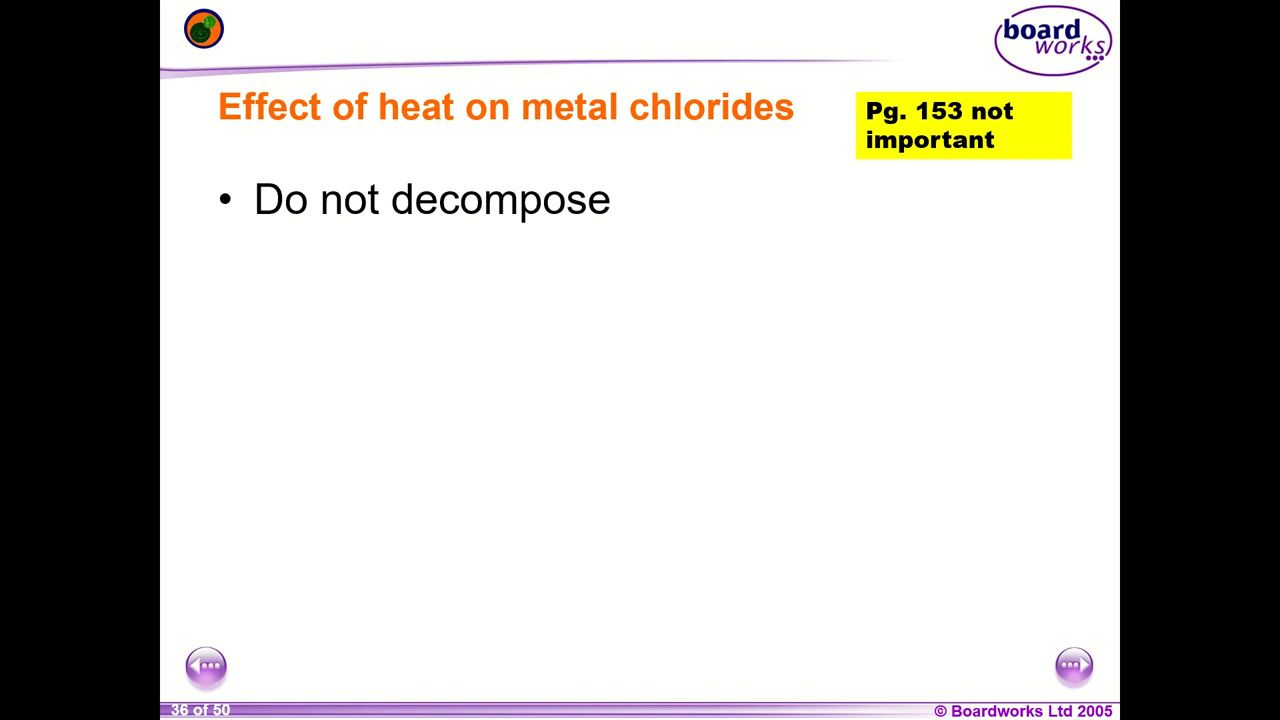 board
works
Effect of heat on metal chlorides
Pg. 153 not
important
• Do not decompose
36 of 50
© Boardworks Ltd 2005